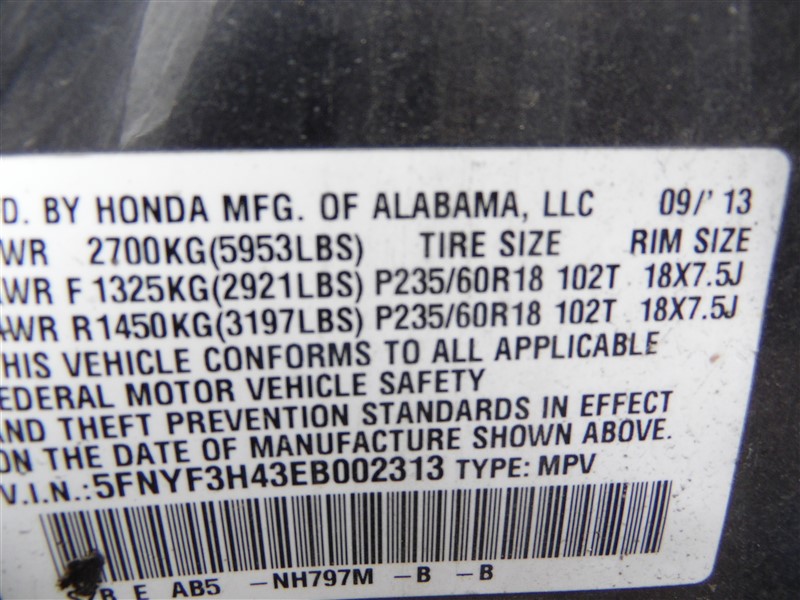 D. BY HONDA MFG. OF ALABAMA, LLC 09/'13
WR 2700KG(5953LBS) TIRE SIZE RIM SIZE
WR F 1325KG(2921LBS) P235/60R18 102T 18X7.5J
WR R1450KG(3197LBS) P235/60R18 102T 18X7.5J
HIS VEHICLE CONFORMS TO ALL APPLICABLE
EDERAL MOTOR VEHICLE SAFETY
ND THEFT PREVENTION STANDARDS IN EFFECT
ON THE DATE OF MANUFACTURE SHOWN ABOVE.
V.I.N.:5FNYF3H43EB002313 TYPE: MPV
E AB5 -NH797M -B -B